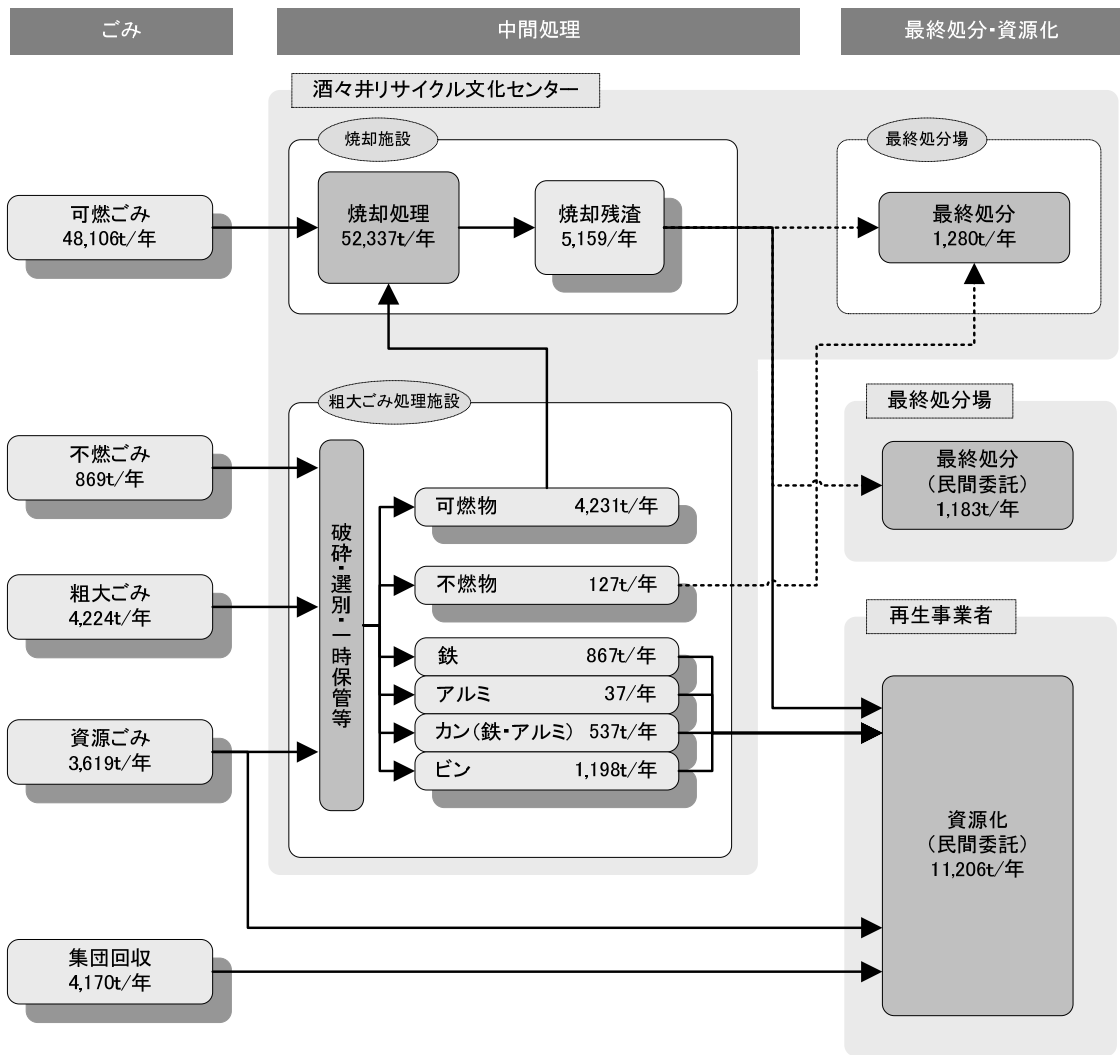 ごみ
中間処理
最終処分・資源化
酒々井リサイクル文化センター
焼却施設
最終処分場
可燃ごみ
48,106t/年
焼却処理
52,337t/年
焼却残渣
5,159/年
最終処分
1,280t/年
粗大ごみ処理施設
最終処分場
不燃ごみ
869t/年
最終処分
(民間委託)
1,183t/年
破砕・選別・一時保管等
可燃物 4,231t/年
不燃物 127t/年
粗大ごみ
4,224t/年
再生事業者
鉄 867t/年
アルミ 37/年
カン(鉄・アルミ) 537t/年
ビン 1,198t/年
資源ごみ
3,619t/年
資源化
(民間委託)
11,206t/年
集団回収
4,170t/年